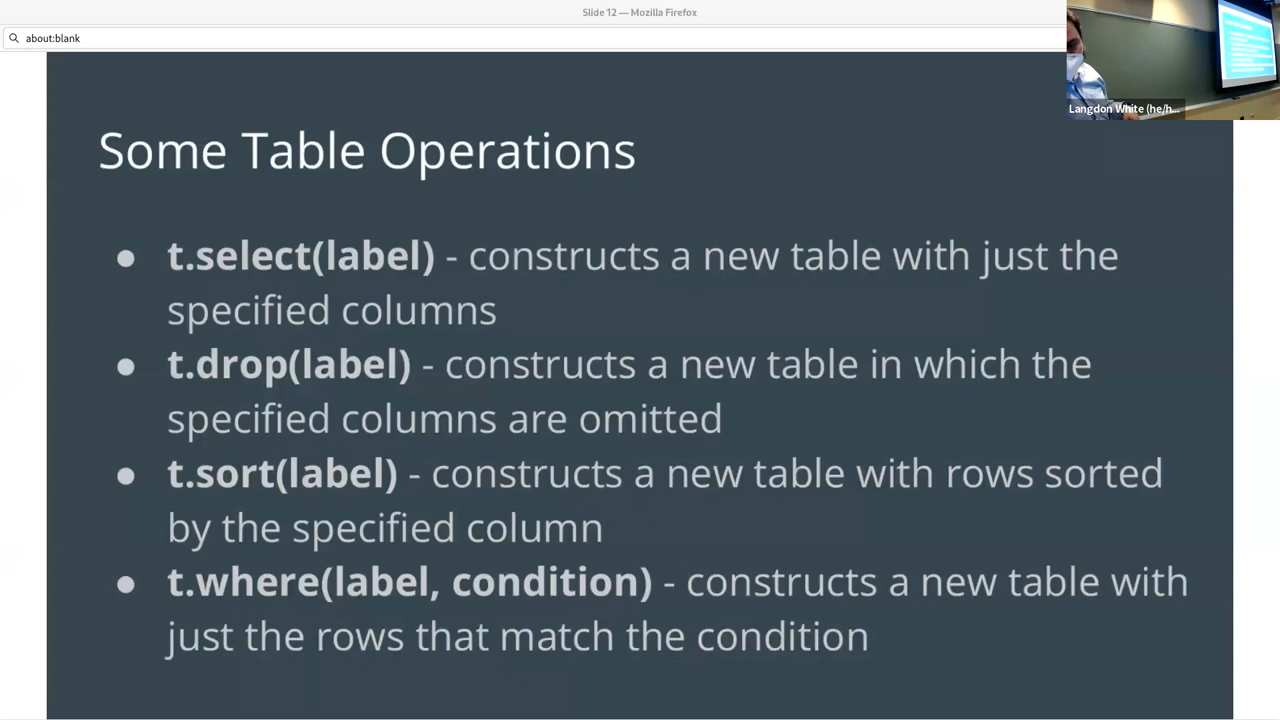 Slide 12 — Mozilla Firefox
about:blank
Langdon White (he/h...
Some Table Operations
● t.select(label) - constructs a new table with just the
specified columns
● t.drop(label) - constructs a new table in which the
specified columns are omitted
● t.sort(label) - constructs a new table with rows sorted
by the specified column
● t.where(label, condition) - constructs a new table with
just the rows that match the condition